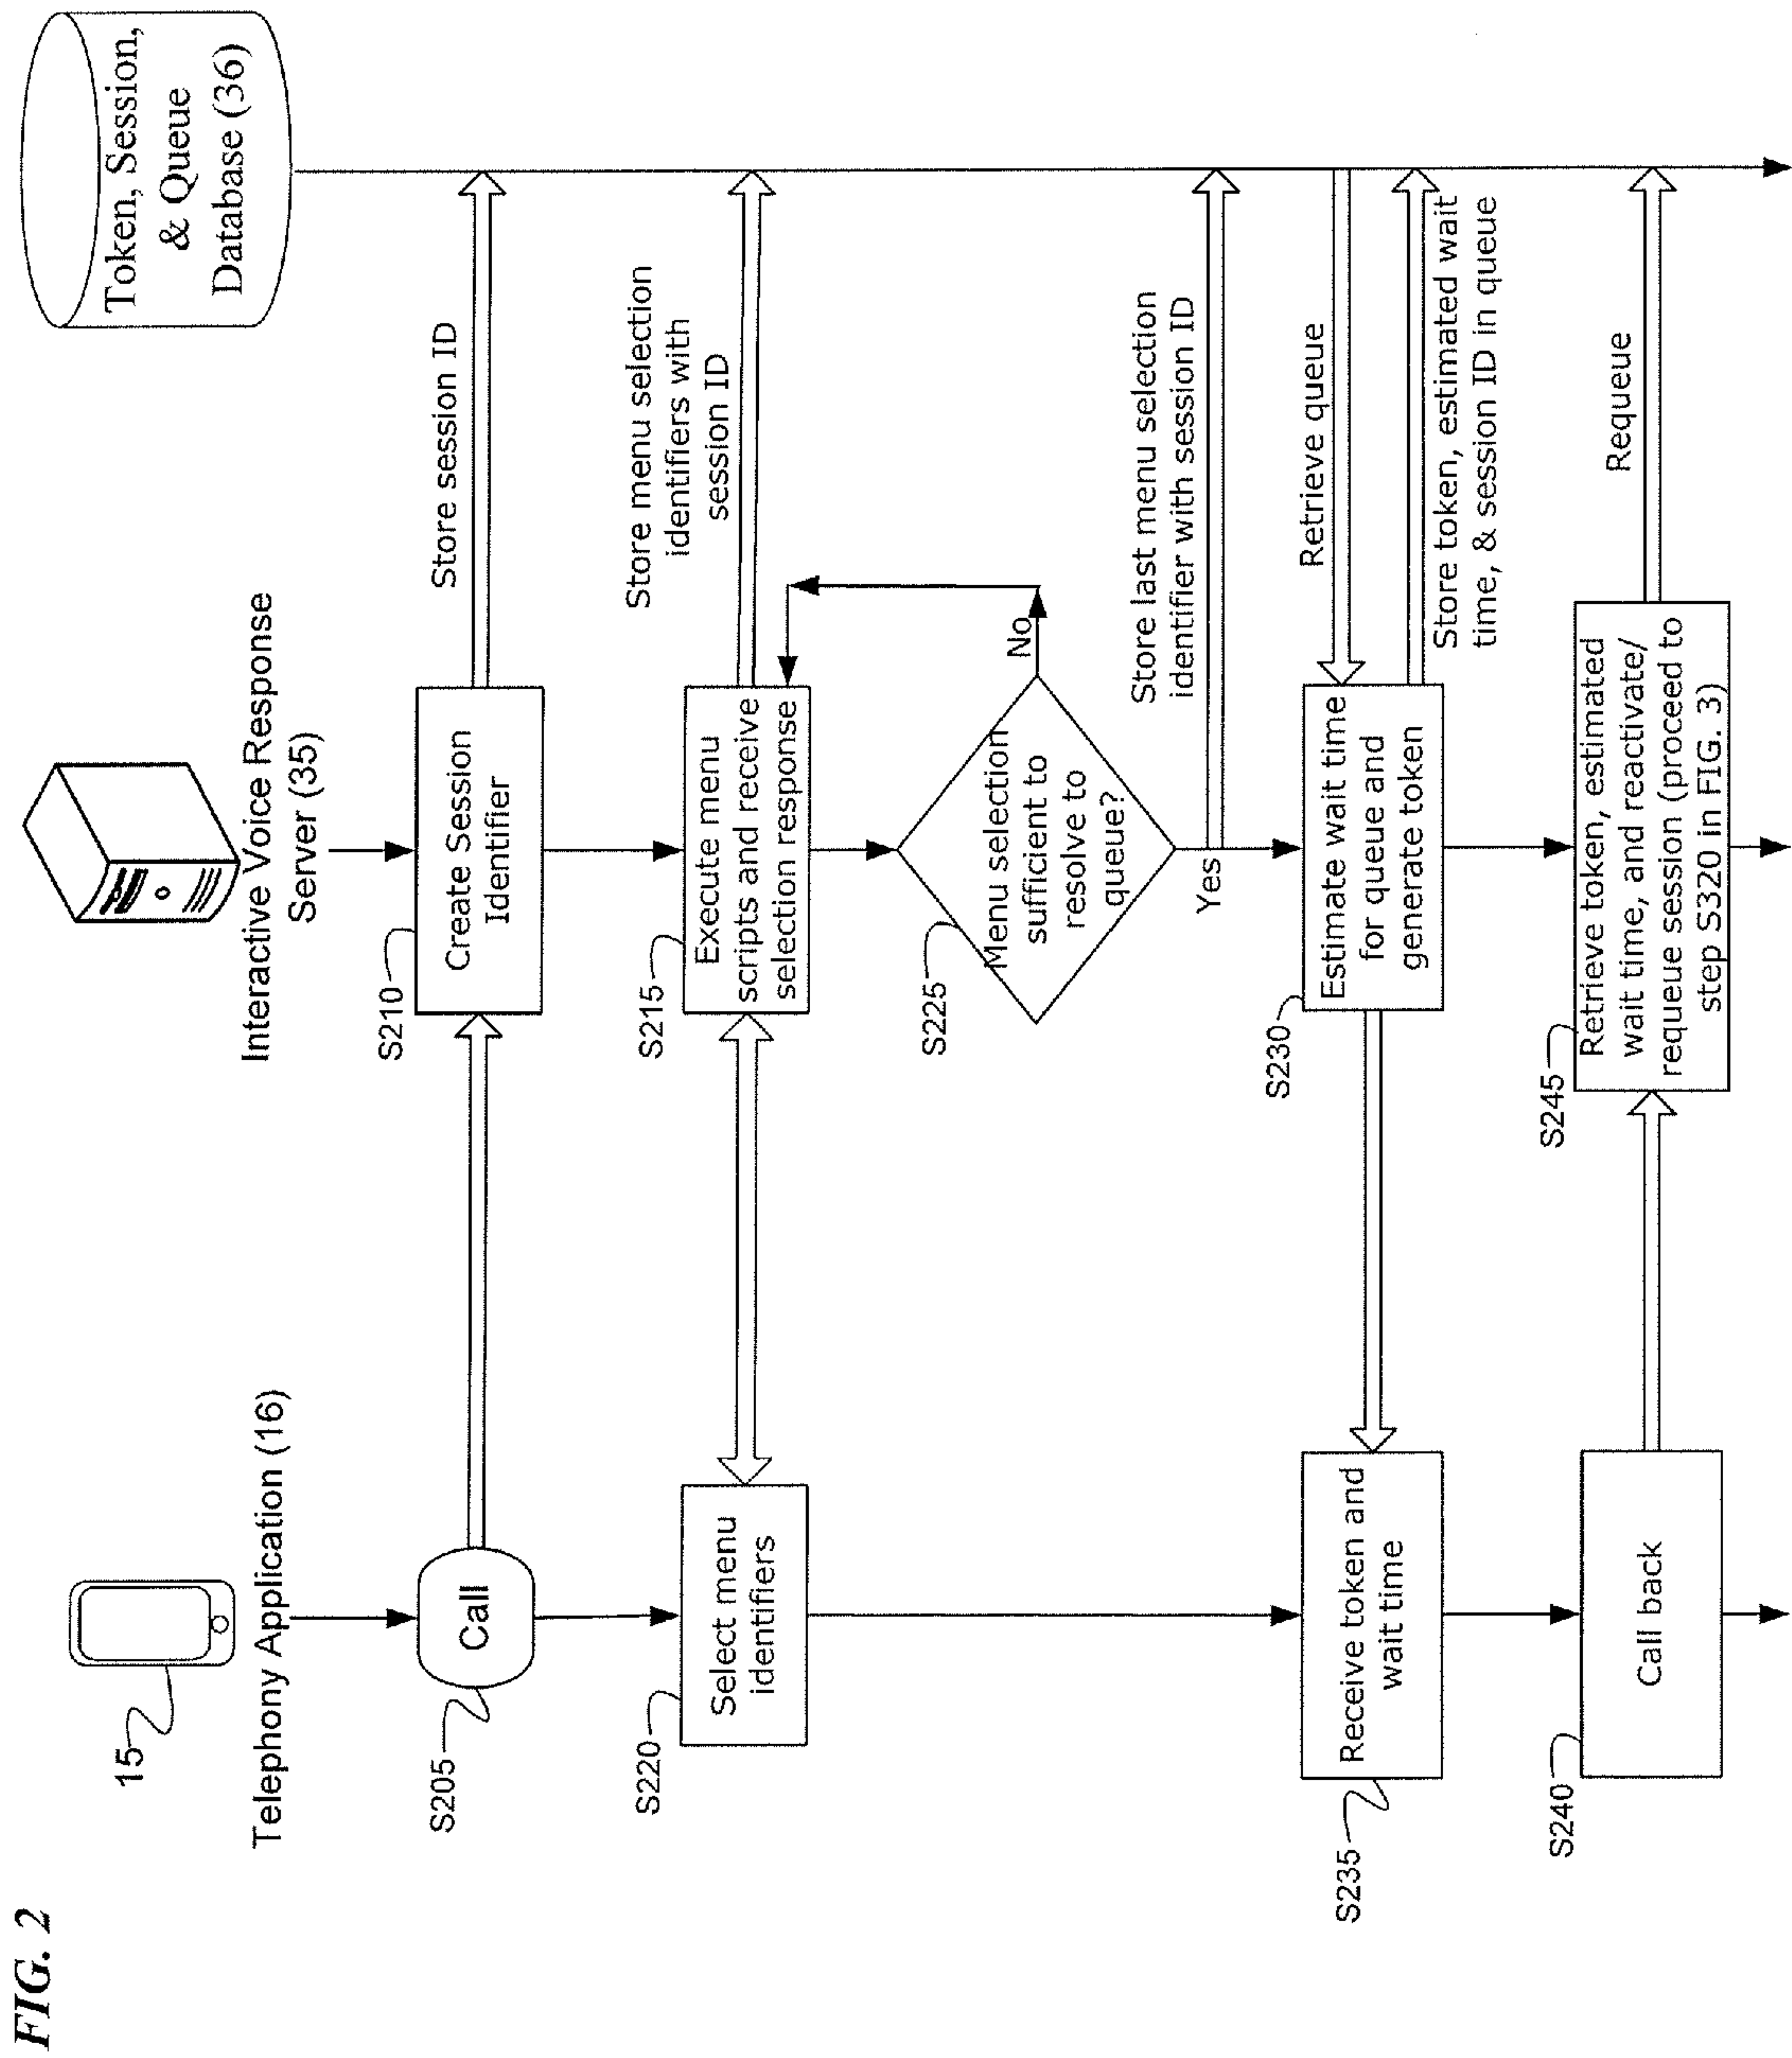 FIG. 2
15
Telephony Application (16)
Interactive Voice Response
Server (35)
Token, Session,
& Queue
Database (36)
S205
Call
S210
Create Session
Identifier
Store session ID
S220
Select menu
identifiers
S215
Execute menu
scripts and receive
selection response
Store menu selection
identifiers with
session ID
S225
Menu selection
sufficient to
resolve to
queue?
No
Yes
Store last menu selection
identifier with session ID
S235
Receive token and
wait time
S230
Estimate wait time
for queue and
generate token
Retrieve queue
Store token, estimated wait
time, & session ID in queue
S240
Call back
S245
Retrieve token, estimated
wait time, and reactivate/
requeue session (proced to
step S320 in FIG. 3)
Requeue